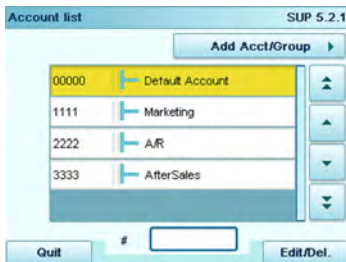 Account list SUP 5.2.1
Add Acct/Group
00000 Default Account
1111 Marketing
2222 A/R
3333 AfterSales
#
Quit Edit/Del.